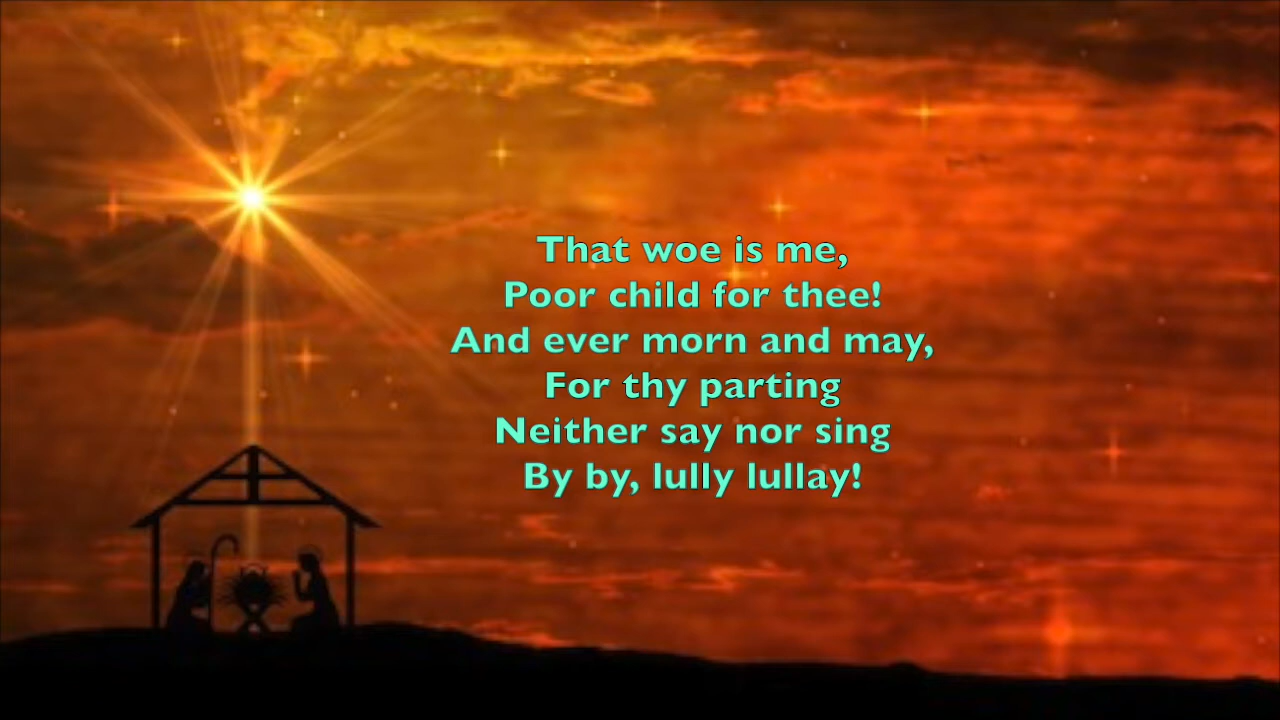 That woe is me,
Poor child for thee!
And ever morn and may,
For thy parting
Neither say nor sing
By by, lully lullay!